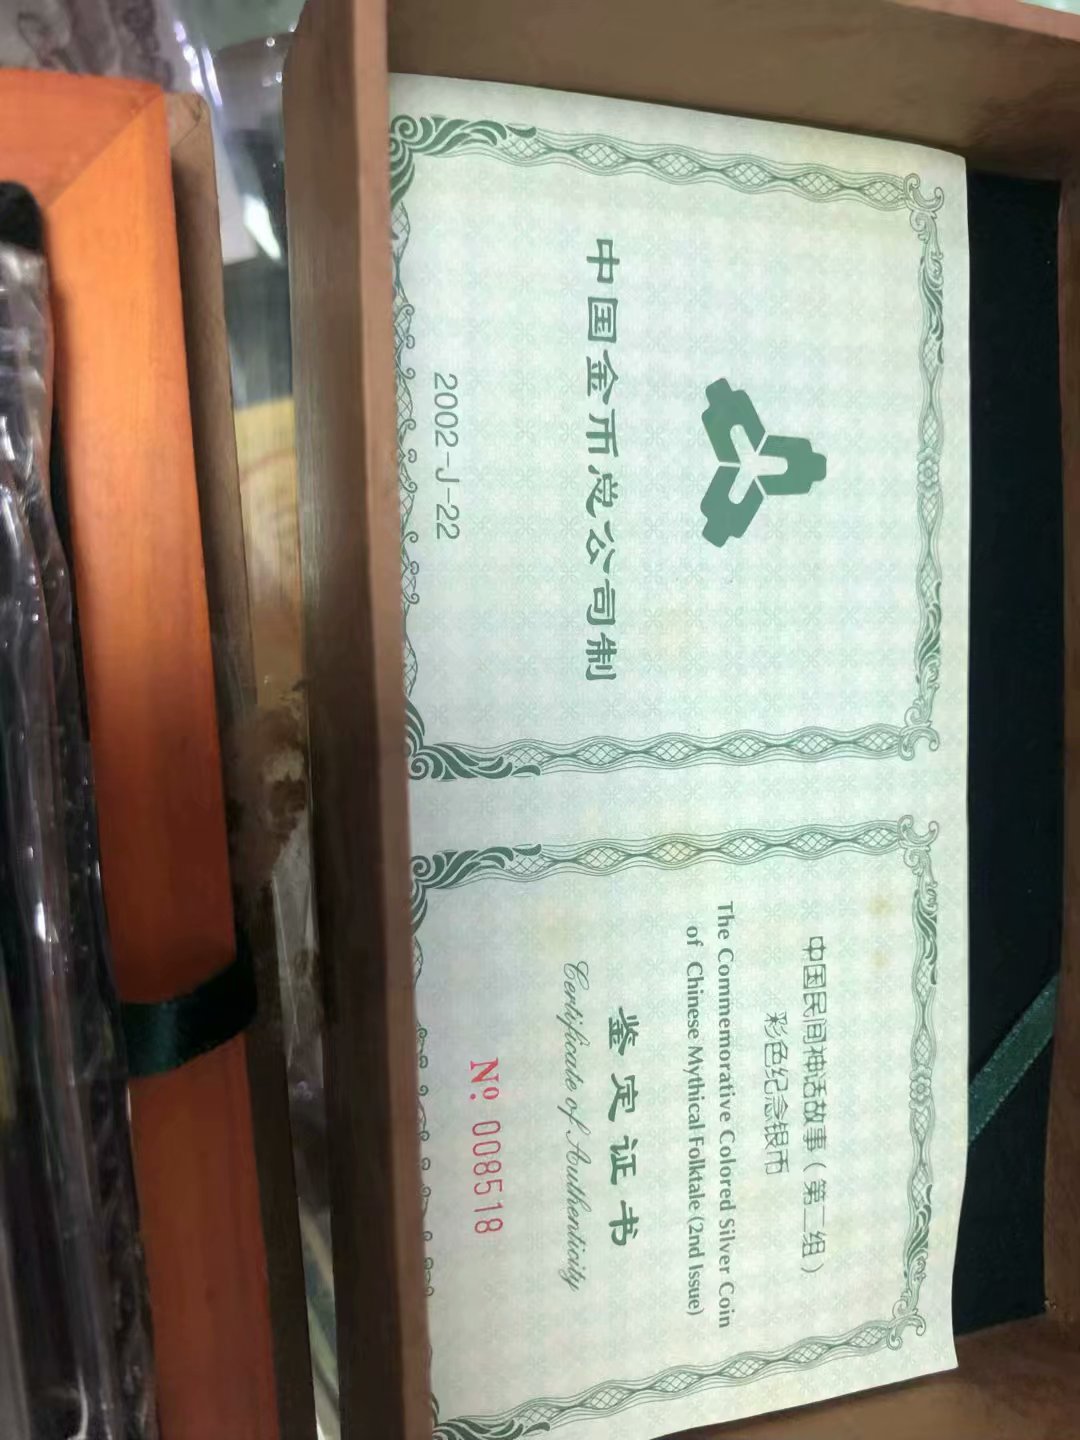 中国金币总公司制
2002-J-22
中国民间神话故事（第二组）
彩色纪念银币
The Commemorative Colored Silver Coin
of Chinese Mythical Folktale (2nd Issue)
鉴定证书
Certificate of Authenticity
Nº. 008518